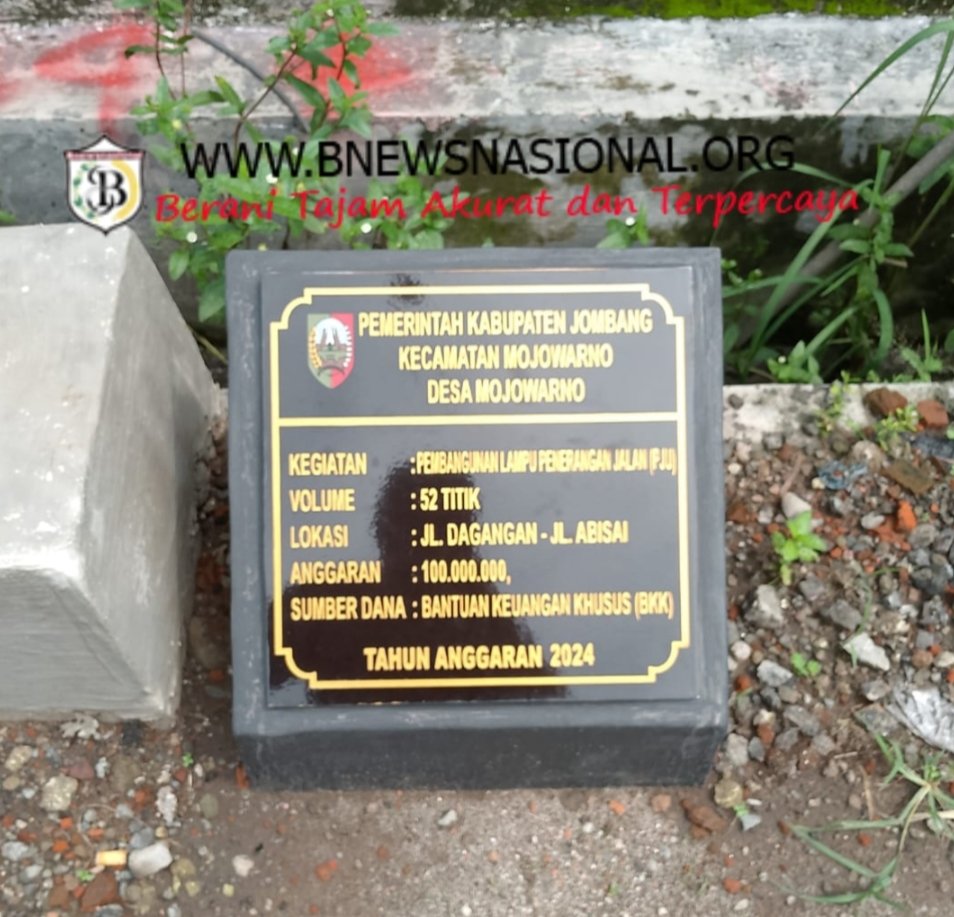 WWW.BNEWSNASIONAL.ORG
Berani Tajam Akurat dan Terpercaya
B
PEMERINTAH KABUPATEN JOMBANG
KECAMATAN MOJOWARNO
DESA MOJOWARNO
KEGIATAN : PEMBANGUNAN LAMPU PENERANGAN JALAN (PJU)
VOLUME : 52 TITIK
LOKASI : JL. DAGANGAN - JL. ABISAI
ANGGARAN : 100.000.000,
SUMBER DANA : BANTUAN KEUANGAN KHUSUS (BKK)
TAHUN ANGGARAN 2024